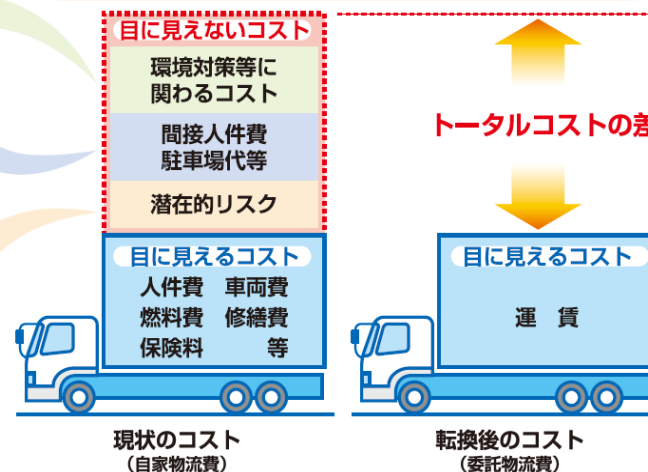 目に見えないコスト
環境対策等に
関わるコスト
間接人件費
駐車場代等
潜在的リスク
目に見えるコスト
人件費　車両費
燃料費　修繕費
保険料　　　等
現状のコスト
（自家物流費）
トータルコストの差
目に見えるコスト
運　賃
転換後のコスト
（委託物流費）